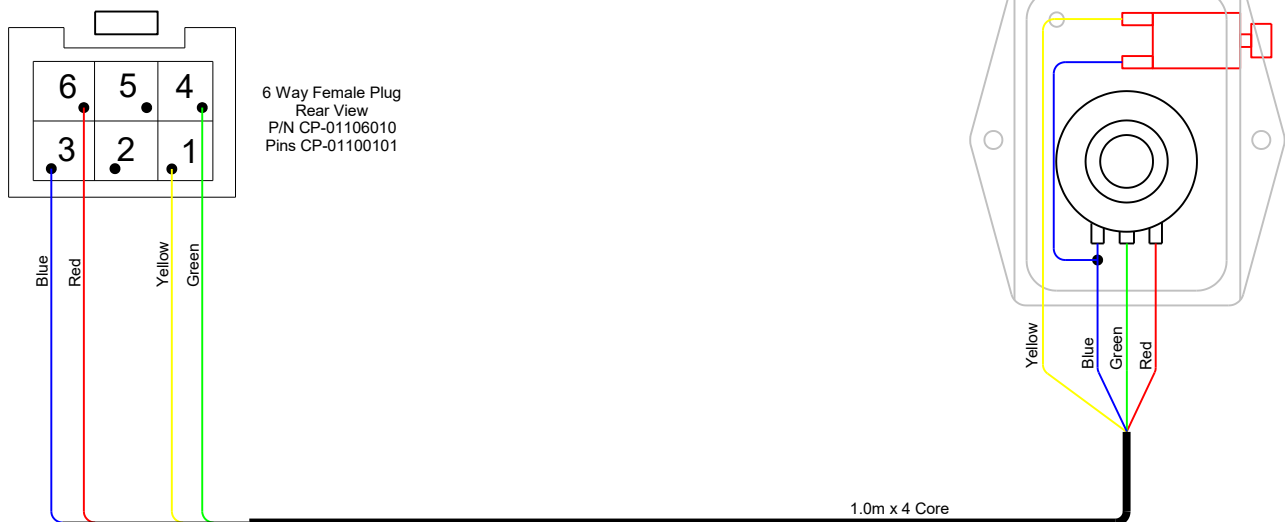 6 5 4
3 2 1
6 Way Female Plug
Rear View
P/N CP-01106010
Pins CP-01100101
Blue
Red
Yellow
Green
Yellow
Blue
Green
Red
1.0m x 4 Core